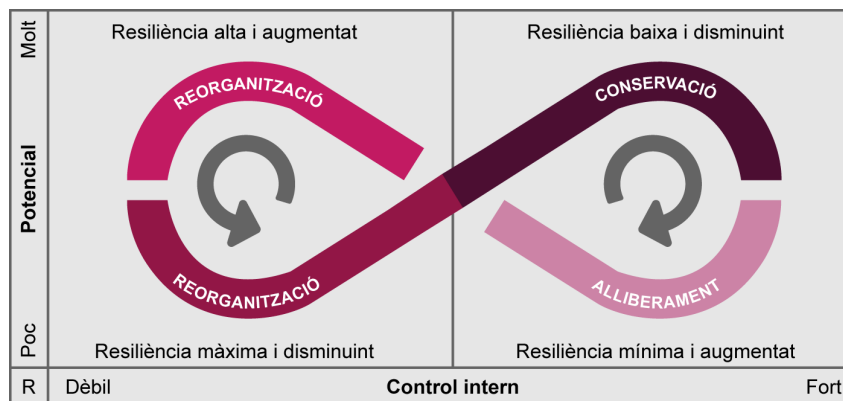 Molt
Potencial
Poc
Resiliència alta i augmentat
Resiliència baixa i disminuint
REORGANITZACIÓ
CONSERVACIÓ
REORGANITZACIÓ
ALLIBERAMENT
Resiliència màxima i disminuint
Resiliència mínima i augmentat
R
Dèbil
Control intern
Fort